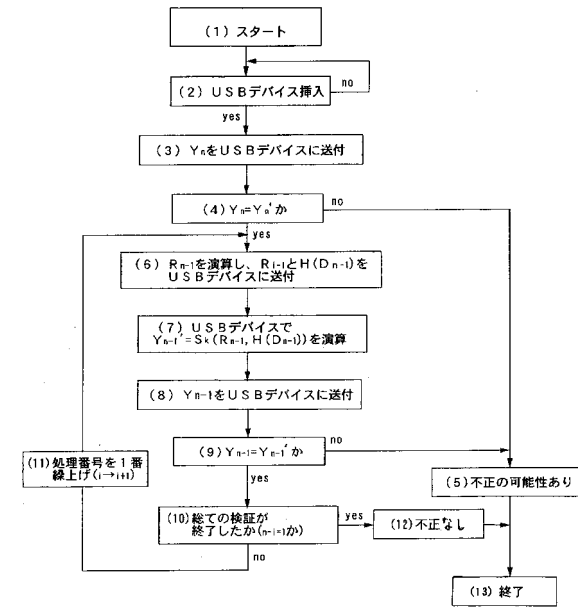 (1) スタート
(2) USBデバイス挿入
no
yes
(3) YnをUSBデバイスに送付
(4) Yn=Yn'か
no
yes
(6) Rn-1を演算し、Ri-1とH(Dn-1)を
USBデバイスに送付
(7) USBデバイスで
Yn-1'=Sk(Rn-1, H(Dn-1))を演算
(8) Yn-1をUSBデバイスに送付
(9) Yn-1=Yn-1'か
no
yes
(11) 処理番号を1番
繰上げ(i→i+1)
(5) 不正の可能性あり
(10) 総ての検証が
終了したか(n-i=1か)
yes
(12) 不正なし
no
(13) 終了